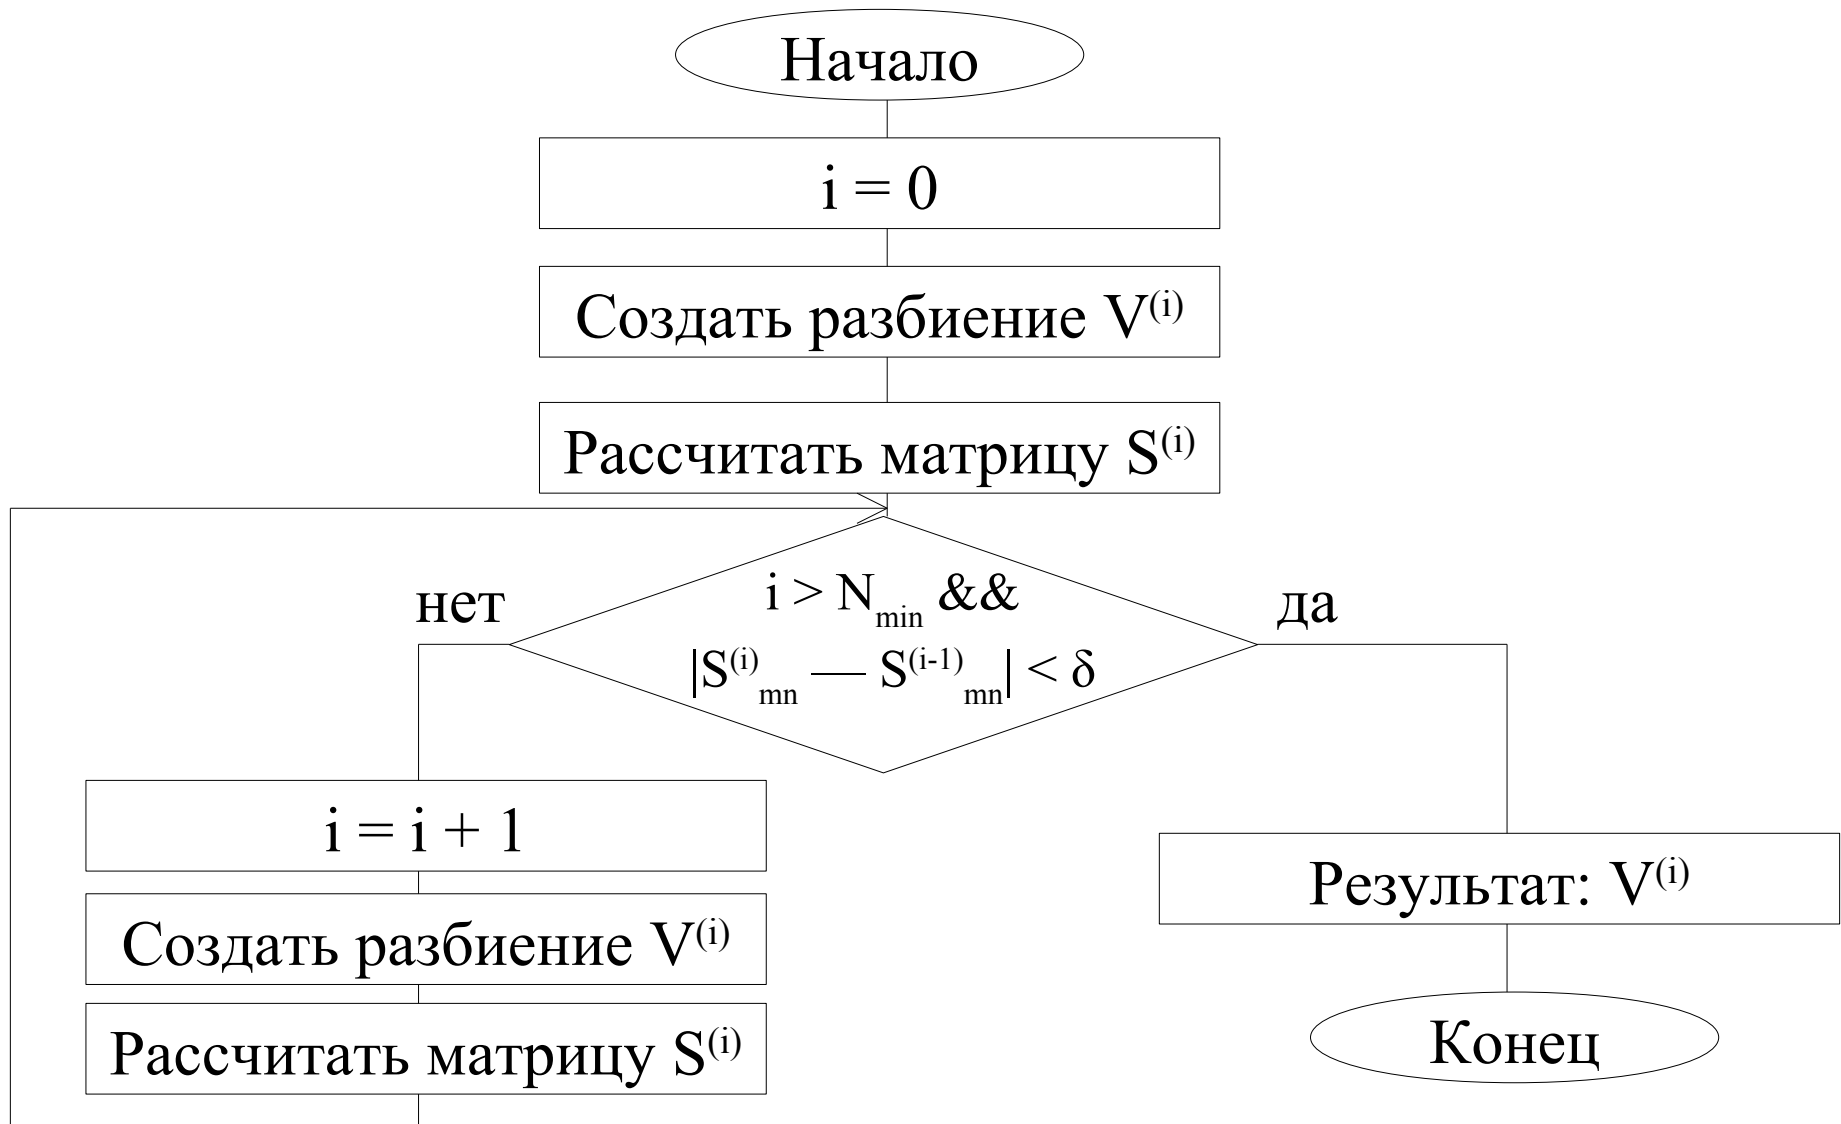 Начало
i = 0
Создать разбиение V⁽ⁱ⁾
Рассчитать матрицу S⁽ⁱ⁾
i > Nmin &&
|S⁽ⁱ⁾mn — S⁽ⁱ⁻¹⁾mn| < δ
нет
да
i = i + 1
Создать разбиение V⁽ⁱ⁾
Рассчитать матрицу S⁽ⁱ⁾
Результат: V⁽ⁱ⁾
Конец